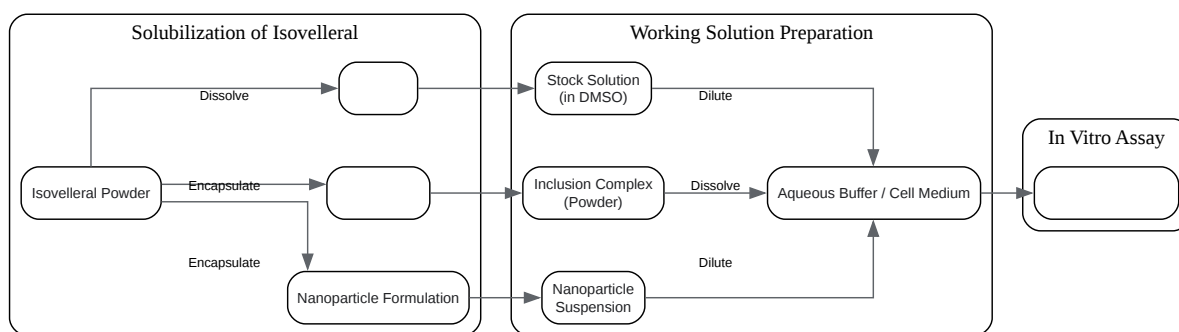 Solubilization of Isovelleral
Working Solution Preparation
Dissolve
Stock Solution
(in DMSO)
Dilute
In Vitro Assay
Isovelleral Powder
Encapsulate
Inclusion Complex
(Powder)
Dissolve
Aqueous Buffer / Cell Medium
Encapsulate
Dilute
Nanoparticle Formulation
Nanoparticle
Suspension